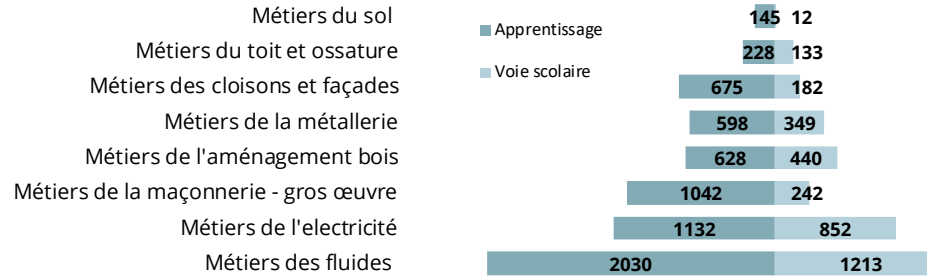 Métiers du sol 145 12
Apprentissage
Métiers du toit et ossature 228 133
Voie scolaire
Métiers des cloisons et façades 675 182
Métiers de la métallerie 598 349
Métiers de l'aménagement bois 628 440
Métiers de la maçonnerie - gros œuvre 1042 242
Métiers de l'electricité 1132 852
Métiers des fluides 2030 1213